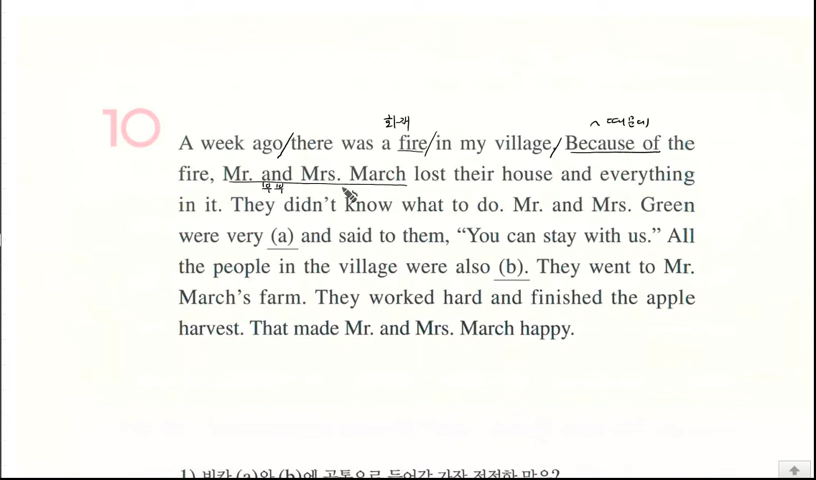 화재
~ 때문에
10
A week ago/there was a fire/in my village/Because of the
fire, Mr. and Mrs. March lost their house and everything
부부
in it. They didn't know what to do. Mr. and Mrs. Green
were very (a) and said to them, “You can stay with us.” All
the people in the village were also (b). They went to Mr.
March's farm. They worked hard and finished the apple
harvest. That made Mr. and Mrs. March happy.
1) 빈칸 (a)와 (b)에 공통으로 들어갈 가장 적절한 말은?